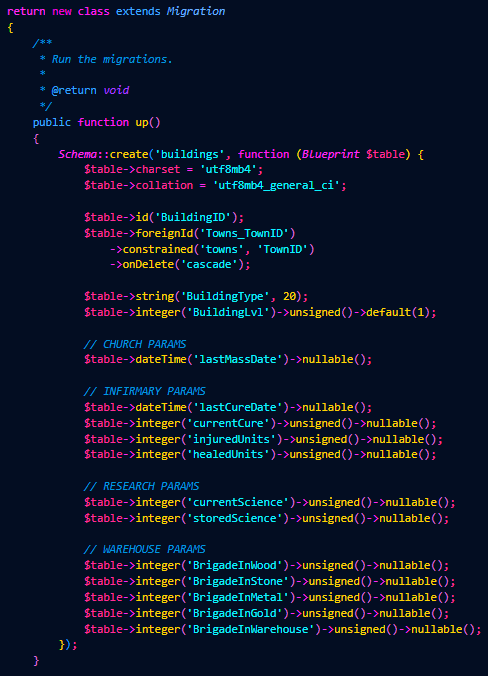 return new class extends Migration
{
    /**
     * Run the migrations.
     *
     * @return void
     */
    public function up()
    {
        Schema::create('buildings', function (Blueprint $table) {
            $table->charset = 'utf8mb4';
            $table->collation = 'utf8mb4_general_ci';

            $table->id('BuildingID');
            $table->foreignId('Towns_TownID')
                ->constrained('towns', 'TownID')
                ->onDelete('cascade');

            $table->string('BuildingType', 20);
            $table->integer('BuildingLvl')->unsigned()->default(1);

            // CHURCH PARAMS
            $table->dateTime('lastMassDate')->nullable();

            // INFIRMARY PARAMS
            $table->dateTime('lastCureDate')->nullable();
            $table->integer('currentCure')->unsigned()->nullable();
            $table->integer('injuredUnits')->unsigned()->nullable();
            $table->integer('healedUnits')->unsigned()->nullable();

            // RESEARCH PARAMS
            $table->integer('currentScience')->unsigned()->nullable();
            $table->integer('storedScience')->unsigned()->nullable();

            // WAREHOUSE PARAMS
            $table->integer('BrigadeInWood')->unsigned()->nullable();
            $table->integer('BrigadeInStone')->unsigned()->nullable();
            $table->integer('BrigadeInMetal')->unsigned()->nullable();
            $table->integer('BrigadeInGold')->unsigned()->nullable();
            $table->integer('BrigadeInWarehouse')->unsigned()->nullable();
        });
    }